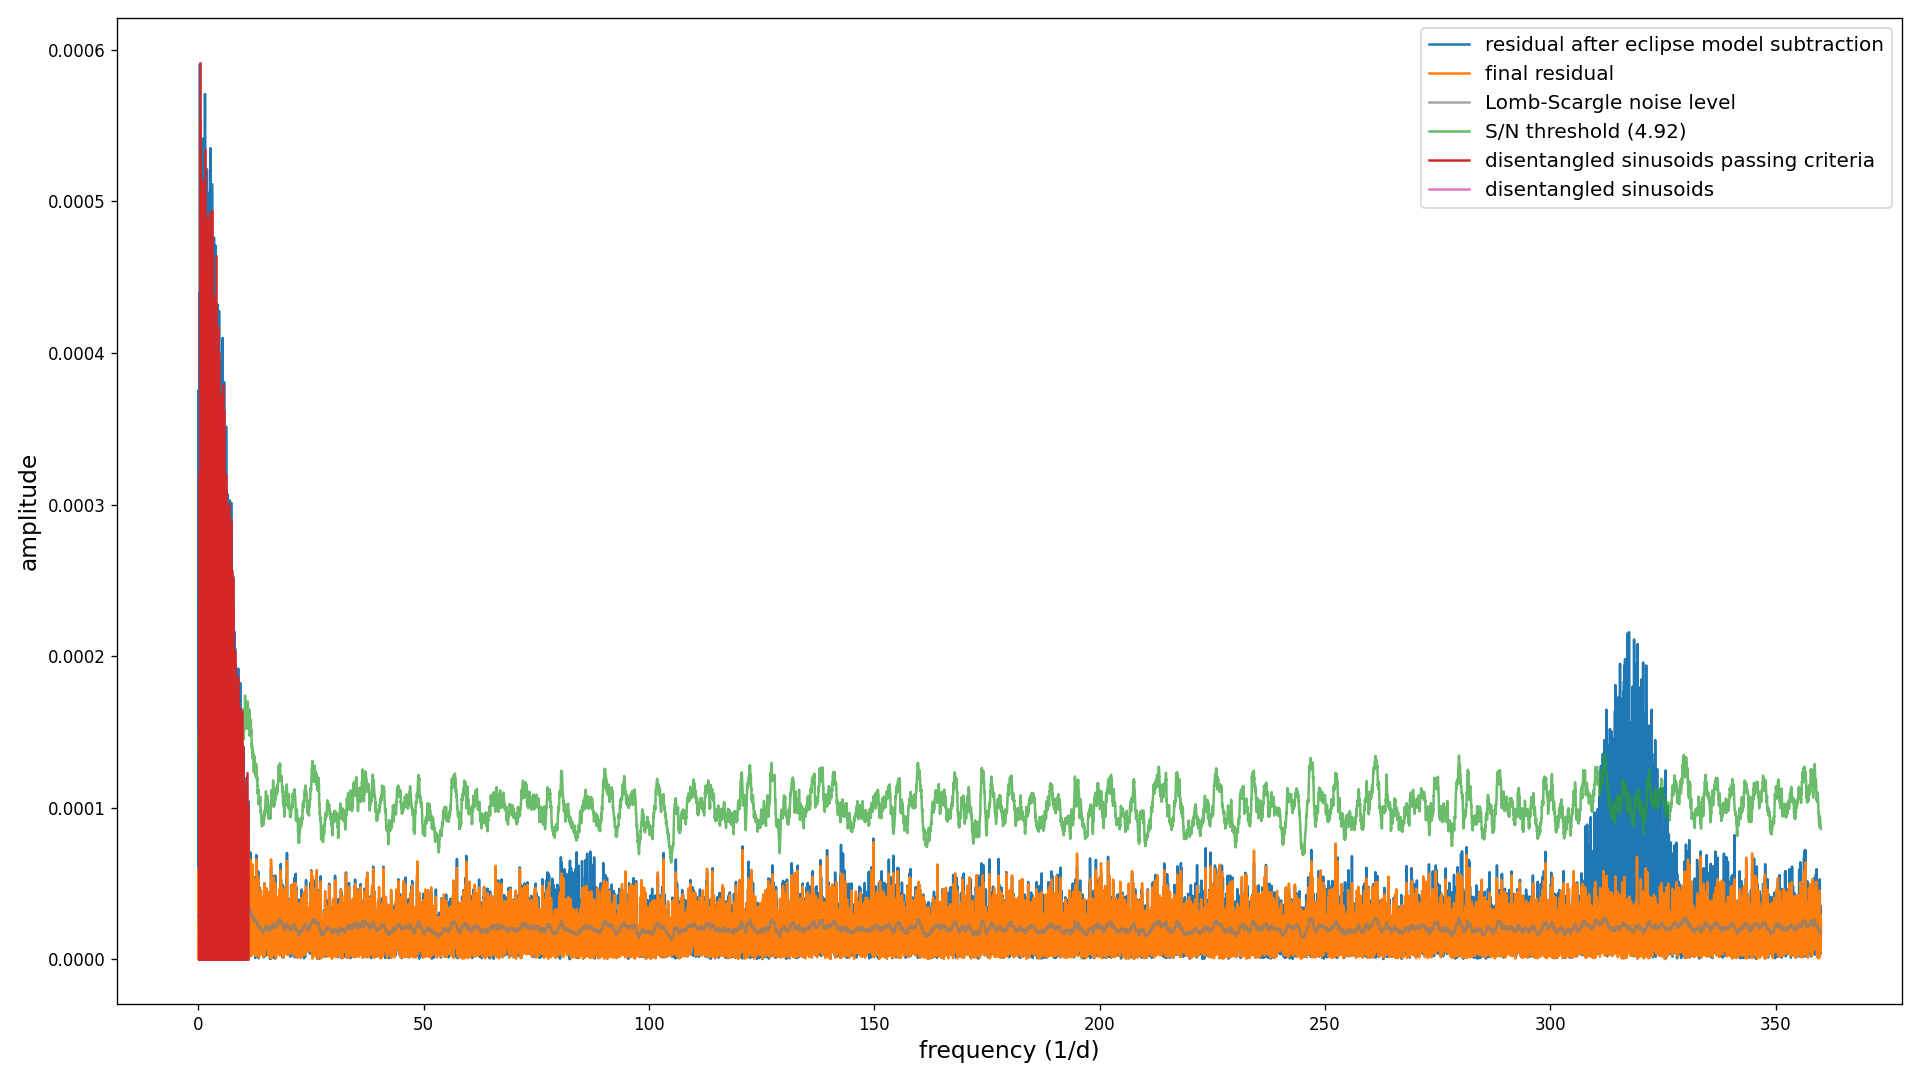 residual after eclipse model subtraction
final residual
Lomb-Scargle noise level
S/N threshold (4.92)
disentangled sinusoids passing criteria
disentangled sinusoids
0.0006
0.0005
0.0004
0.0003
0.0002
0.0001
0.0000
amplitude
0 50 100 150 200 250 300 350
frequency (1/d)